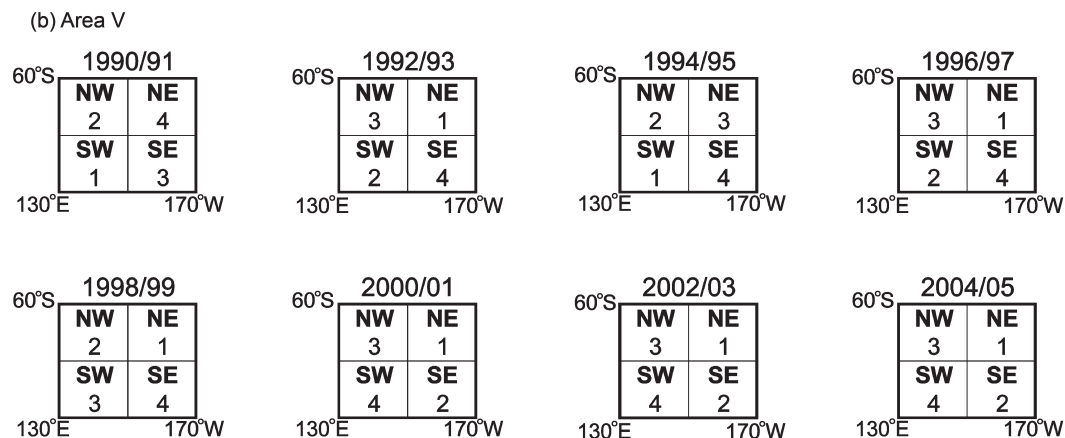 (b) Area V
1990/91 1992/93 1994/95 1996/97
60°S 60°S 60°S 60°S
NW NE NW NE NW NE NW NE
2 4 3 1 2 3 3 1
SW SE SW SE SW SE SW SE
1 3 2 4 1 4 2 4
130°E 170°W 130°E 170°W 130°E 170°W 130°E 170°W
1998/99 2000/01 2002/03 2004/05
60°S 60°S 60°S 60°S
NW NE NW NE NW NE NW NE
2 1 3 1 3 1 3 1
SW SE SW SE SW SE SW SE
3 4 4 2 4 2 4 2
130°E 170°W 130°E 170°W 130°E 170°W 130°E 170°W